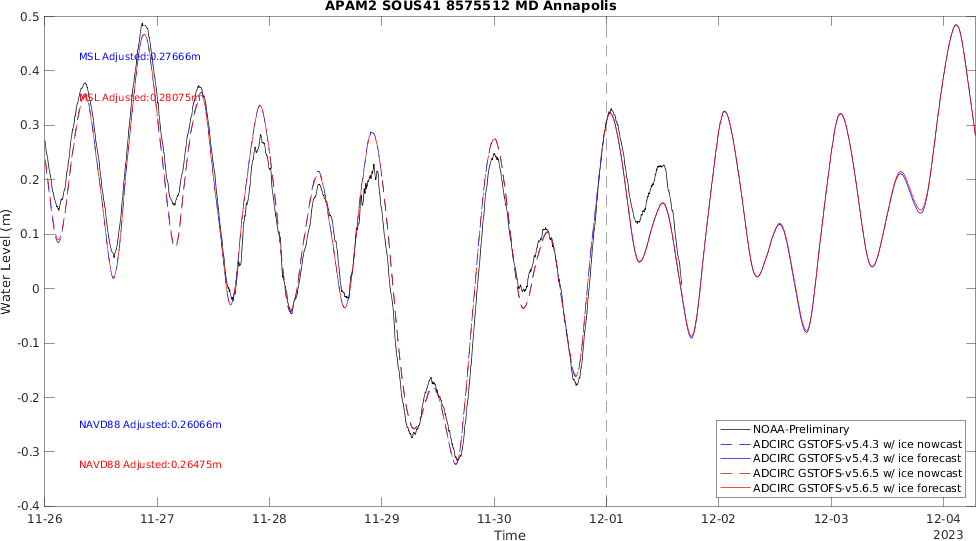 APAM2 SOUS41 8575512 MD Annapolis
0.5
0.4
0.3
0.2
0.1
0
-0.1
-0.2
-0.3
-0.4
Water Level (m)
MSL Adjusted:0.27666m
MSL Adjusted:0.28075m
NAVD88 Adjusted:0.26066m
NAVD88 Adjusted:0.26475m
NOAA-Preliminary
ADCIRC GSTOFS-v5.4.3 w/ ice nowcast
ADCIRC GSTOFS-v5.4.3 w/ ice forecast
ADCIRC GSTOFS-v5.6.5 w/ ice nowcast
ADCIRC GSTOFS-v5.6.5 w/ ice forecast
11-26 11-27 11-28 11-29 11-30 12-01 12-02 12-03 12-04
Time
2023